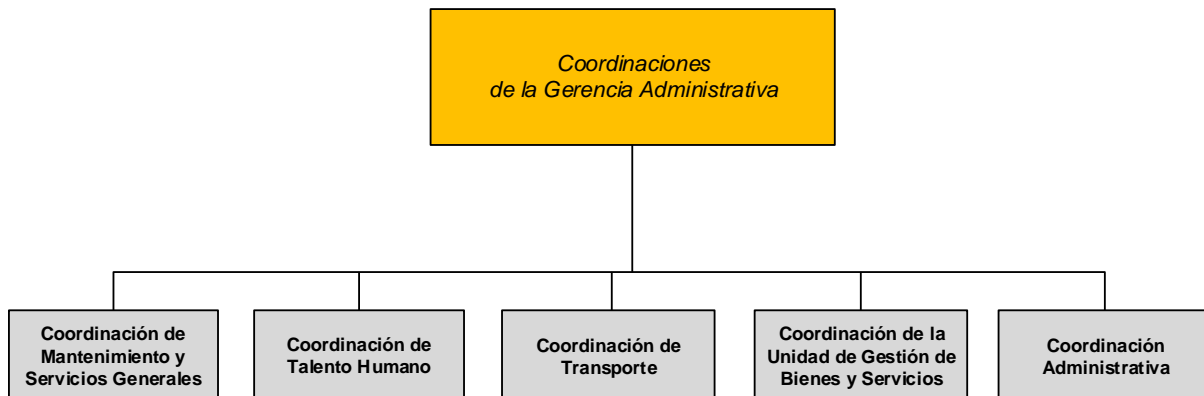 Coordinaciones
de la Gerencia Administrativa
Coordinación de
Mantenimiento y
Servicios Generales
Coordinación de
Talento Humano
Coordinación de
Transporte
Coordinación de la
Unidad de Gestión de
Bienes y Servicios
Coordinación
Administrativa